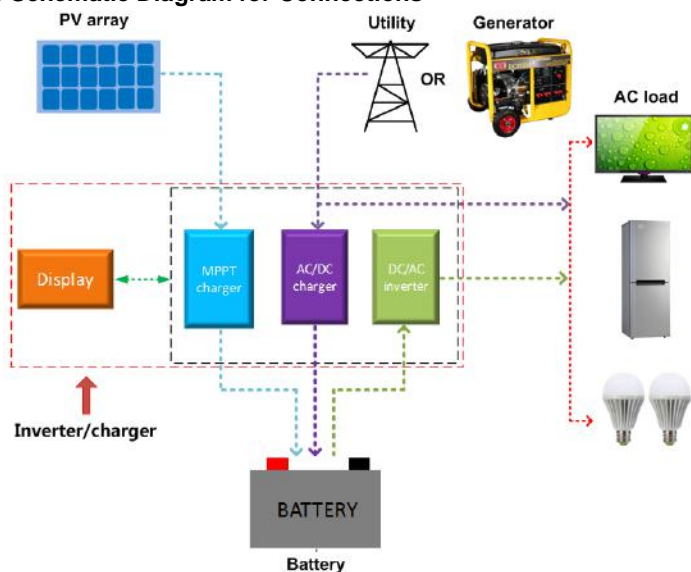 Schematic Diagram for Connections
PV array
Utility
Generator
OR
AC load
Display
MPPT
charger
AC/DC
charger
DC/AC
inverter
Inverter/charger
BATTERY
Battery